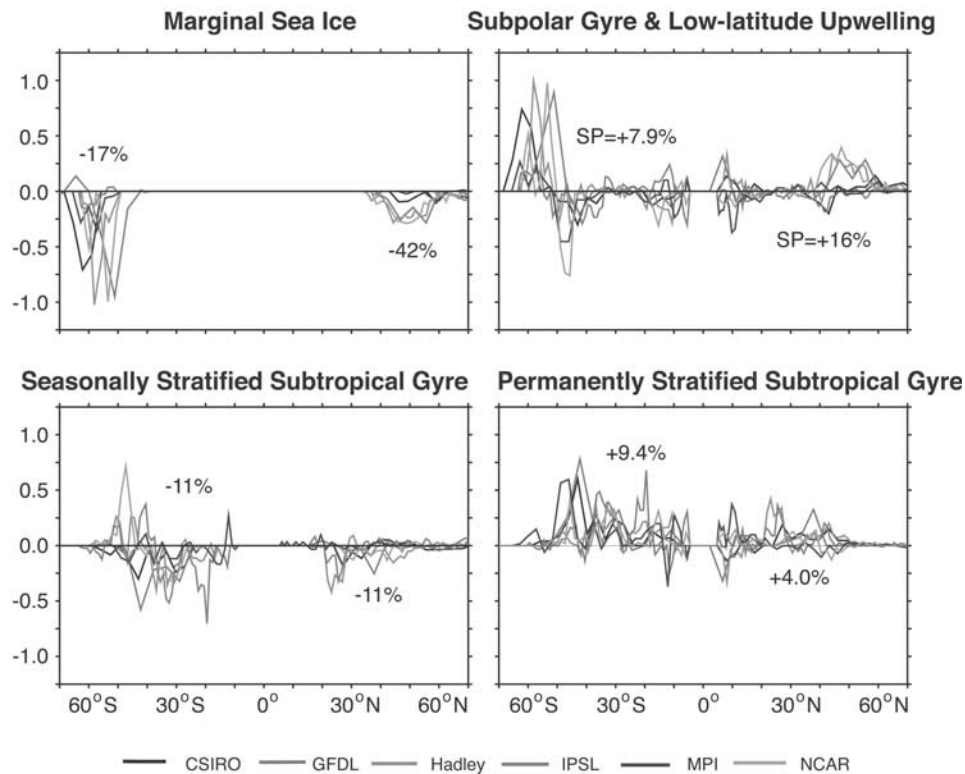 Marginal Sea Ice
Subpolar Gyre & Low-latitude Upwelling
1.0
0.5
0.0
-0.5
-1.0
-17%
-42%
SP=+7.9%
SP=+16%
Seasonally Stratified Subtropical Gyre
Permanently Stratified Subtropical Gyre
1.0
0.5
0.0
-0.5
-1.0
-11%
-11%
+9.4%
+4.0%
60°S 30°S 0° 30°N 60°N
60°S 30°S 0° 30°N 60°N
CSIRO GFDL Hadley IPSL MPI NCAR